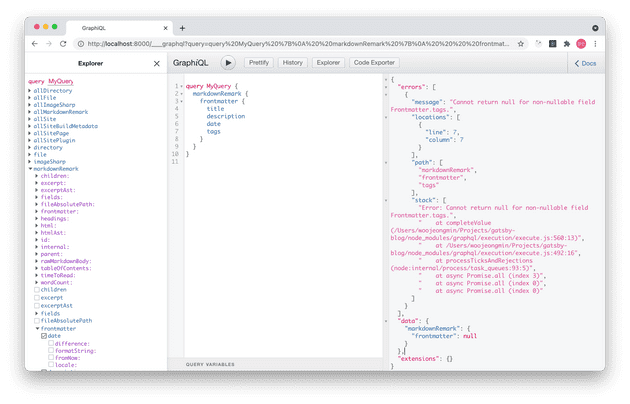 GraphiQL
http://localhost:8000/___graphql?query=query%20MyQuery%20%7B%0A%20%20markdownRemark%20%7B%0A%20%20%20%20frontmat...
Explorer
GraphiQL
Prettify
History
Explorer
Code Exporter
Docs
query MyQuery
allDirectory
allFile
allImageSharp
allMarkdownRemark
allSite
allSiteBuildMetadata
allSitePage
allSitePlugin
directory
file
imageSharp
markdownRemark
children:
excerpt:
excerptAst:
fields:
fileAbsolutePath:
frontmatter:
headings:
html:
htmlAst:
id:
internal:
parent:
rawMarkdownBody:
tableOfContents:
timeToRead:
wordCount:
children
excerpt
excerptAst
fields
fileAbsolutePath
frontmatter
date
difference:
formatString:
fromNow:
locale:
1 query MyQuery {
2 markdownRemark {
3 frontmatter {
4 title
5 description
6 date
7 tags
8 }
9 }
10 }
11
QUERY VARIABLES
{
"errors": [
{
"message": "Cannot return null for non-nullable field
Frontmatter.tags.",
"locations": [
{
"line": 7,
"column": 7
}
],
"path": [
"markdownRemark",
"frontmatter",
"tags"
],
"stack": [
"Error: Cannot return null for non-nullable field
Frontmatter.tags.",
" at completeValue
(/Users/woojeongmin/Projects/gatsby-
blog/node_modules/graphql/execution/execute.js:560:13)",
" at /Users/woojeongmin/Projects/gatsby-
blog/node_modules/graphql/execution/execute.js:492:16",
" at processTicksAndRejections
(node:internal/process/task_queues:93:5)",
" at async Promise.all (index 3)",
" at async Promise.all (index 0)",
" at async Promise.all (index 0)"
]
}
],
"data": {
"markdownRemark": {
"frontmatter": null
}
},
"extensions": {}
}